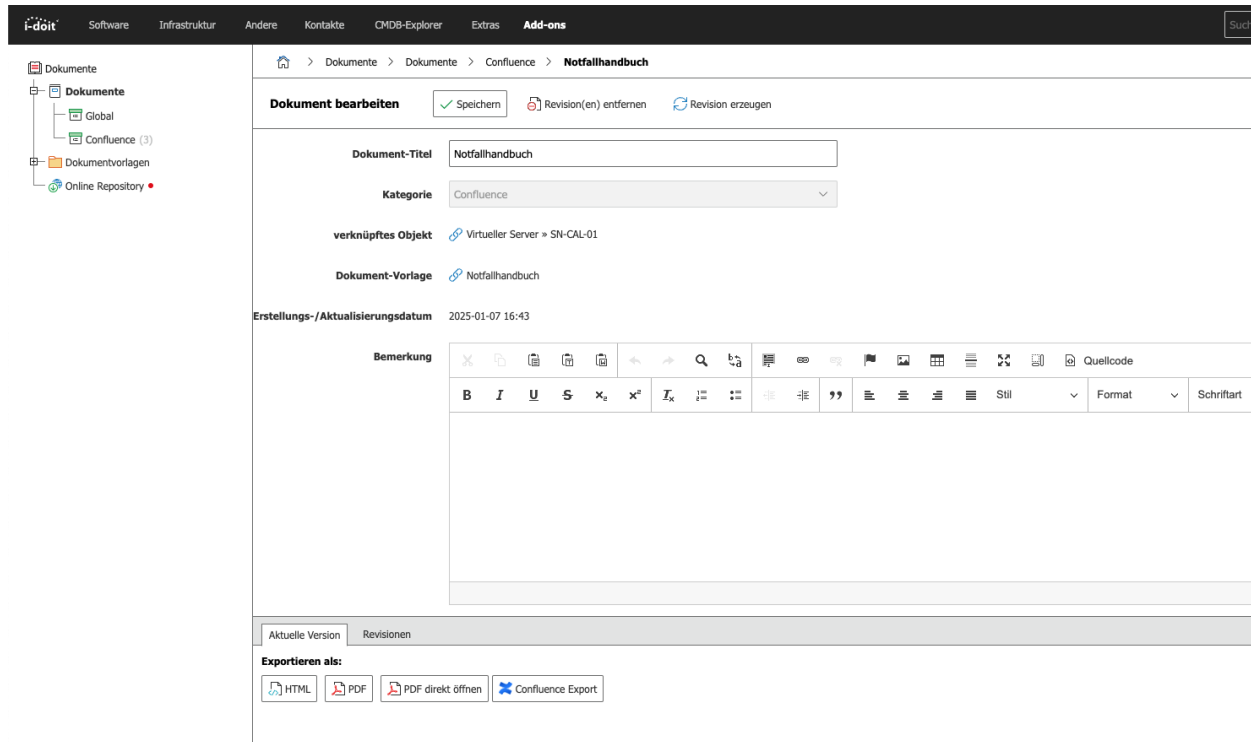 i-doit Software Infrastruktur Andere Kontakte CMDB-Explorer Extras Add-ons Such
Dokumente
Dokumente
Global
Confluence (3)
Dokumentvorlagen
Online Repository
> Dokumente > Dokumente > Confluence > Notfallhandbuch
Dokument bearbeiten Speichern Revision(en) entfernen Revision erzeugen
Dokument-Titel Notfallhandbuch
Kategorie Confluence
verknüpftes Objekt Virtueller Server » SN-CAL-01
Dokument-Vorlage Notfallhandbuch
Erstellungs-/Aktualisierungsdatum 2025-01-07 16:43
Bemerkung
Quellcode
Stil Format Schriftart
Aktuelle Version Revisionen
Exportieren als:
HTML PDF PDF direkt öffnen Confluence Export